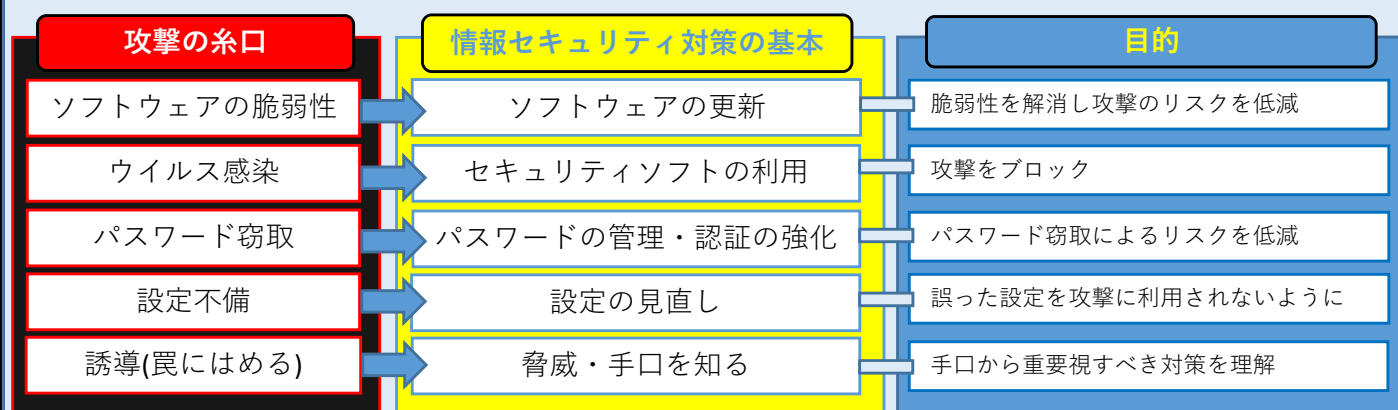 攻撃の糸口
情報セキュリティ対策の基本
目的
ソフトウェアの脆弱性
ソフトウェアの更新
脆弱性を解消し攻撃のリスクを低減
ウイルス感染
セキュリティソフトの利用
攻撃をブロック
パスワード窃取
パスワードの管理・認証の強化
パスワード窃取によるリスクを低減
設定不備
設定の見直し
誤った設定を攻撃に利用されないように
誘導(罠にはめる)
脅威・手口を知る
手口から重要視すべき対策を理解